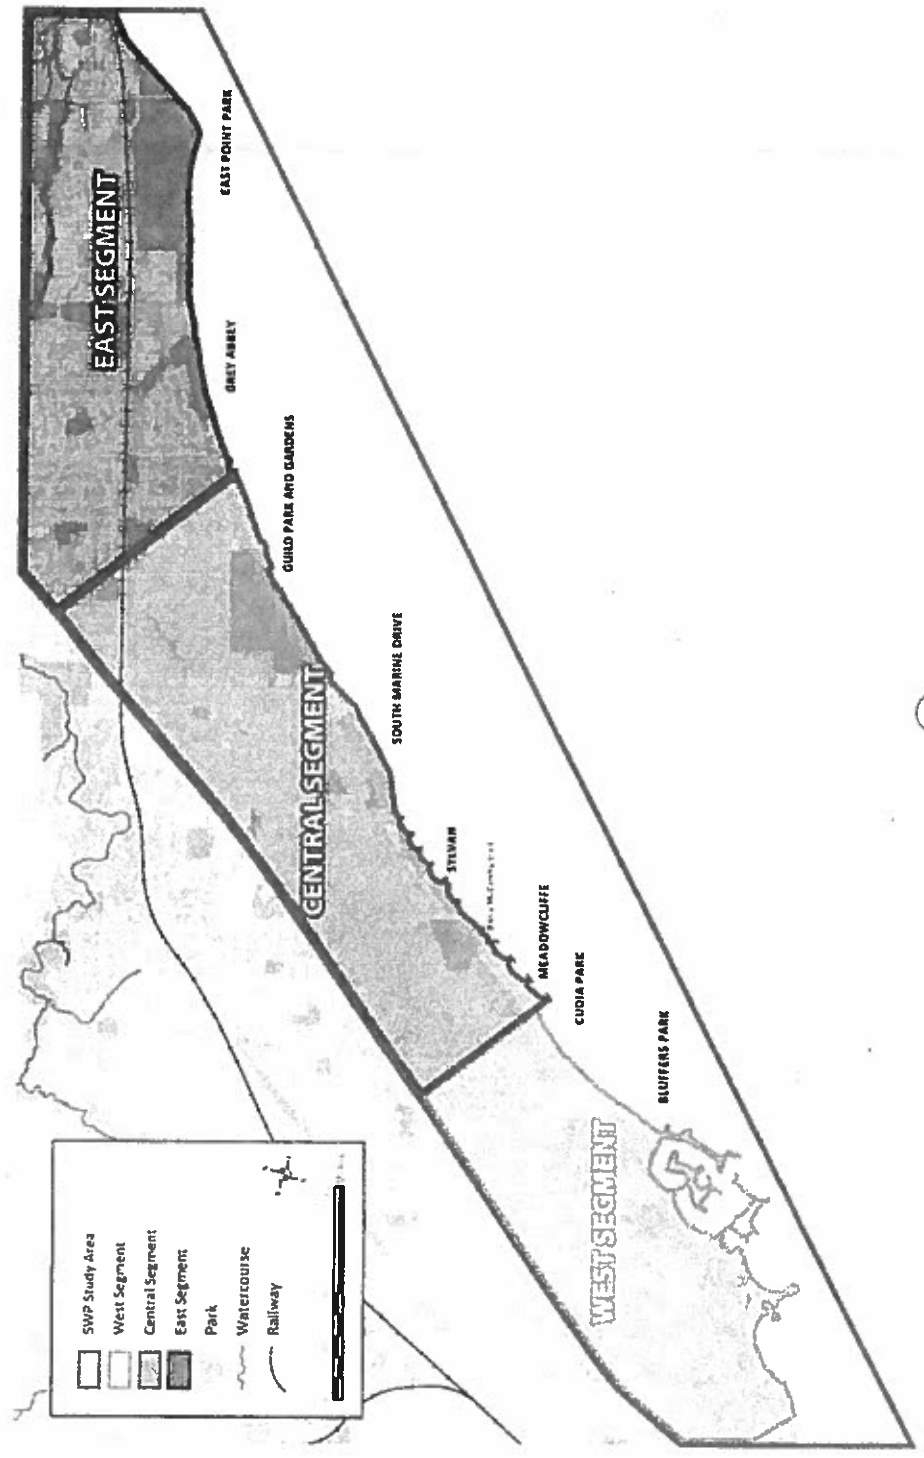 EAST SEGMENT
CENTRAL SEGMENT
WEST SEGMENT
EAST POINT PARK
GREY ABBEY
GUILD PARK AND GARDENS
SOUTH MARINE DRIVE
SYLVAN
MEADOWCLIFFE
CUDIA PARK
BLUFFERS PARK
SWP Study Area
West Segment
Central Segment
East Segment
Park
Watercourse
Railway